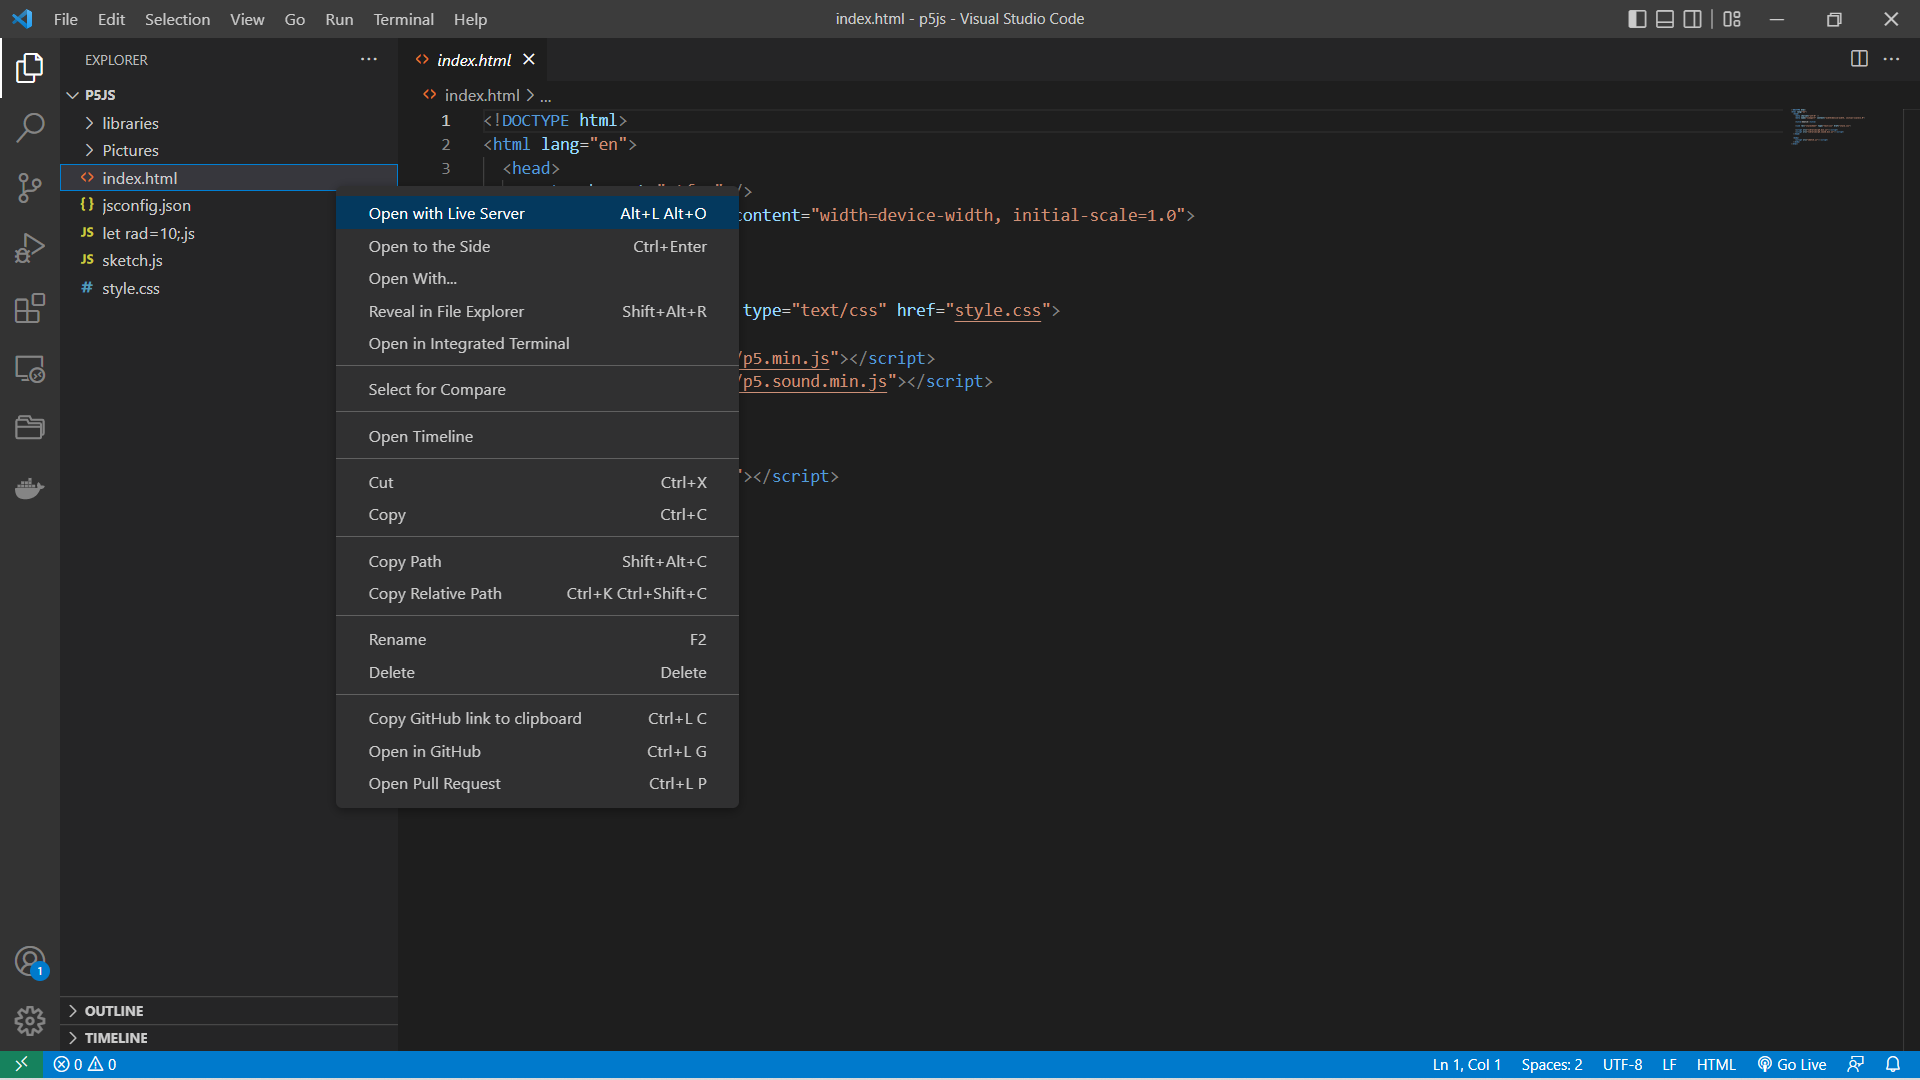 File Edit Selection View Go Run Terminal Help
index.html - p5js - Visual Studio Code
EXPLORER
P5JS
libraries
Pictures
index.html
jsconfig.json
let rad=10;.js
sketch.js
style.css
OUTLINE
TIMELINE
index.html
index.html > ...
1 <!DOCTYPE html>
2 <html lang="en">
3 <head>
/>
content="width=device-width, initial-scale=1.0">
type="text/css" href="style.css">
/p5.min.js"></script>
/p5.sound.min.js"></script>
"></script>
Open with Live Server Alt+L Alt+O
Open to the Side Ctrl+Enter
Open With...
Reveal in File Explorer Shift+Alt+R
Open in Integrated Terminal
Select for Compare
Open Timeline
Cut Ctrl+X
Copy Ctrl+C
Copy Path Shift+Alt+C
Copy Relative Path Ctrl+K Ctrl+Shift+C
Rename F2
Delete Delete
Copy GitHub link to clipboard Ctrl+L C
Open in GitHub Ctrl+L G
Open Pull Request Ctrl+L P
1
0 0
Ln 1, Col 1 Spaces: 2 UTF-8 LF HTML Go Live